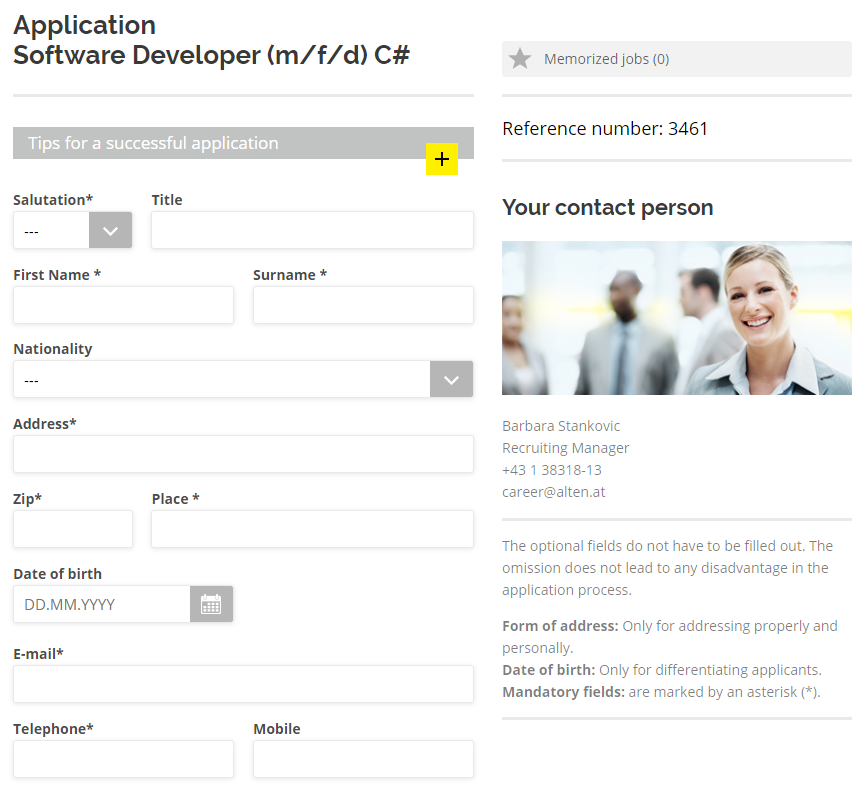 Application
Software Developer (m/f/d) C#
Tips for a successful application
+
Salutation* Title
---
First Name * Surname *
Nationality
---
Address*
Zip* Place *
Date of birth
DD.MM.YYYY
E-mail*
Telephone* Mobile
Memorized jobs (0)
Reference number: 3461
Your contact person
Barbara Stankovic
Recruiting Manager
+43 1 38318-13
career@alten.at
The optional fields do not have to be filled out. The
omission does not lead to any disadvantage in the
application process.
Form of address: Only for addressing properly and
personally.
Date of birth: Only for differentiating applicants.
Mandatory fields: are marked by an asterisk (*).